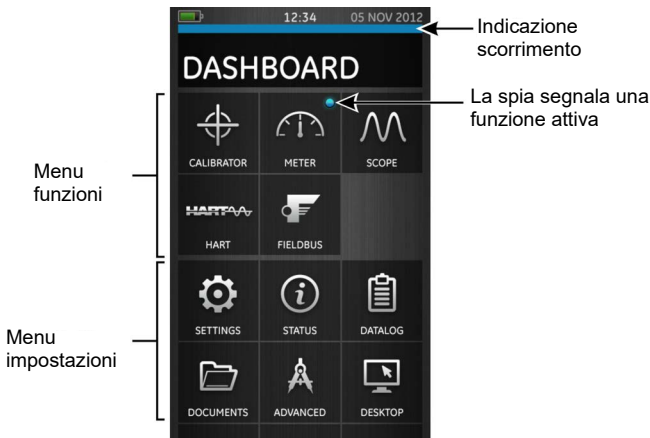 12:34 05 NOV 2012
Indicazione
scorrimento
DASHBOARD
La spia segnala una
funzione attiva
Menu
funzioni
CALIBRATOR METER SCOPE
HART
HART FIELDBUS
Menu
impostazioni
SETTINGS STATUS DATALOG
DOCUMENTS ADVANCED DESKTOP